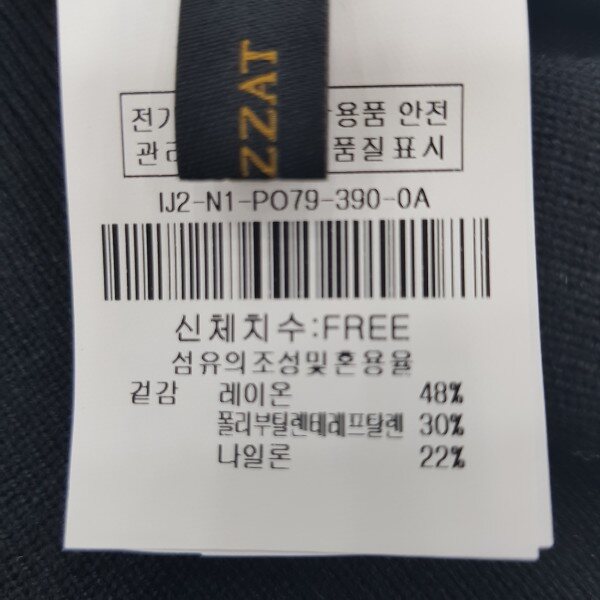 ZZAT
전기 용품 안전
관리 품질표시
IJ2-N1-PO79-390-0A
신체치수:FREE
섬유의조성및혼용율
겉감 레이온 48%
폴리부틸렌테레프탈렌 30%
나일론 22%